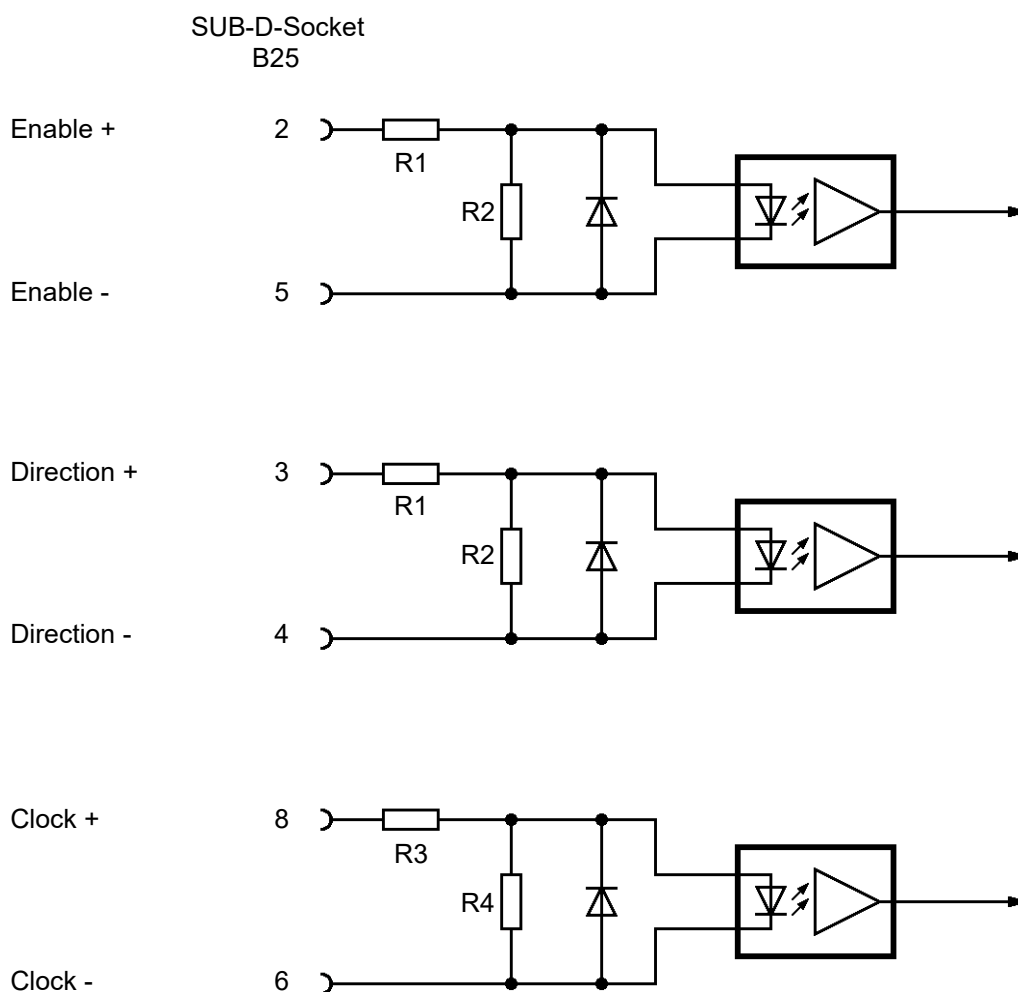 SUB-D-Socket
B25
Enable + 2
R1
R2
Enable - 5
Direction + 3
R1
R2
Direction - 4
Clock + 8
R3
R4
Clock - 6